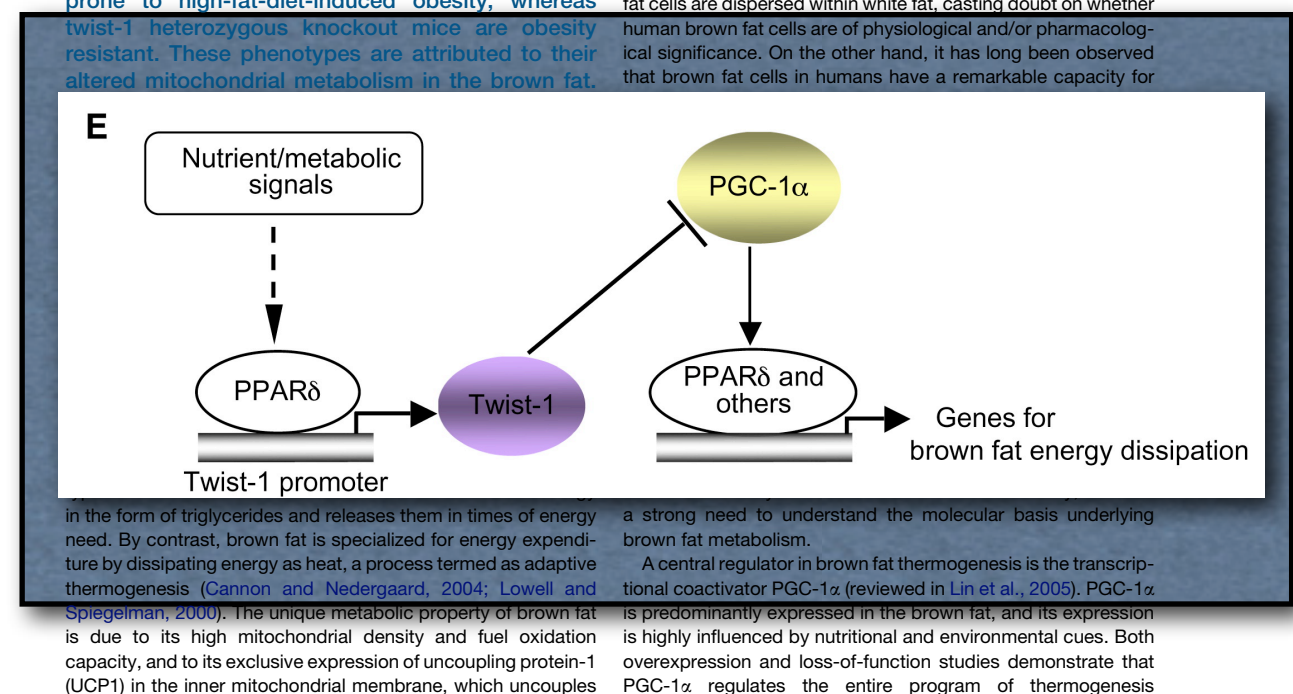 prone to high-fat-diet-induced obesity, whereas
twist-1 heterozygous knockout mice are obesity
resistant. These phenotypes are attributed to their
altered mitochondrial metabolism in the brown fat.
fat cells are dispersed within white fat, casting doubt on whether
human brown fat cells are of physiological and/or pharmacolog-
ical significance. On the other hand, it has long been observed
that brown fat cells in humans have a remarkable capacity for
E
Nutrient/metabolic
signals
PGC-1α
PPARδ
Twist-1
PPARδ and
others
Genes for
brown fat energy dissipation
Twist-1 promoter
in the form of triglycerides and releases them in times of energy
need. By contrast, brown fat is specialized for energy expendi-
ture by dissipating energy as heat, a process termed as adaptive
thermogenesis (Cannon and Nedergaard, 2004; Lowell and
Spiegelman, 2000). The unique metabolic property of brown fat
is due to its high mitochondrial density and fuel oxidation
capacity, and to its exclusive expression of uncoupling protein-1
(UCP1) in the inner mitochondrial membrane, which uncouples
a strong need to understand the molecular basis underlying
brown fat metabolism.
A central regulator in brown fat thermogenesis is the transcrip-
tional coactivator PGC-1α (reviewed in Lin et al., 2005). PGC-1α
is predominantly expressed in the brown fat, and its expression
is highly influenced by nutritional and environmental cues. Both
overexpression and loss-of-function studies demonstrate that
PGC-1α regulates the entire program of thermogenesis